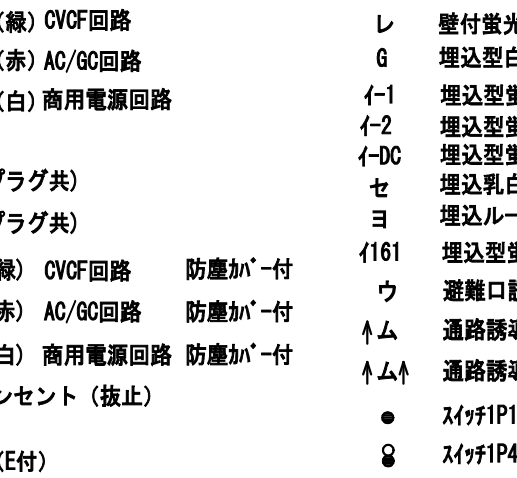 (緑) CVCF回路
(赤) AC/GC回路
(白) 商用電源回路
プラグ共)
プラグ共)
緑) CVCF回路 防塵ｶﾊﾞｰ付
赤) AC/GC回路 防塵ｶﾊﾞｰ付
白) 商用電源回路 防塵ｶﾊﾞｰ付
ンセント (抜止)
(E付)
レ 壁付蛍光
G 埋込型白
ｲ-1 埋込型蛍
ｲ-2 埋込型蛍
ｲ-DC 埋込型蛍
セ 埋込乳白
ヨ 埋込ルー
ｲ161 埋込型蛍
ウ 避難口誘
↑ム 通路誘導
↑ム↑ 通路誘導
ｽｲｯﾁ1P1
ｽｲｯﾁ1P4